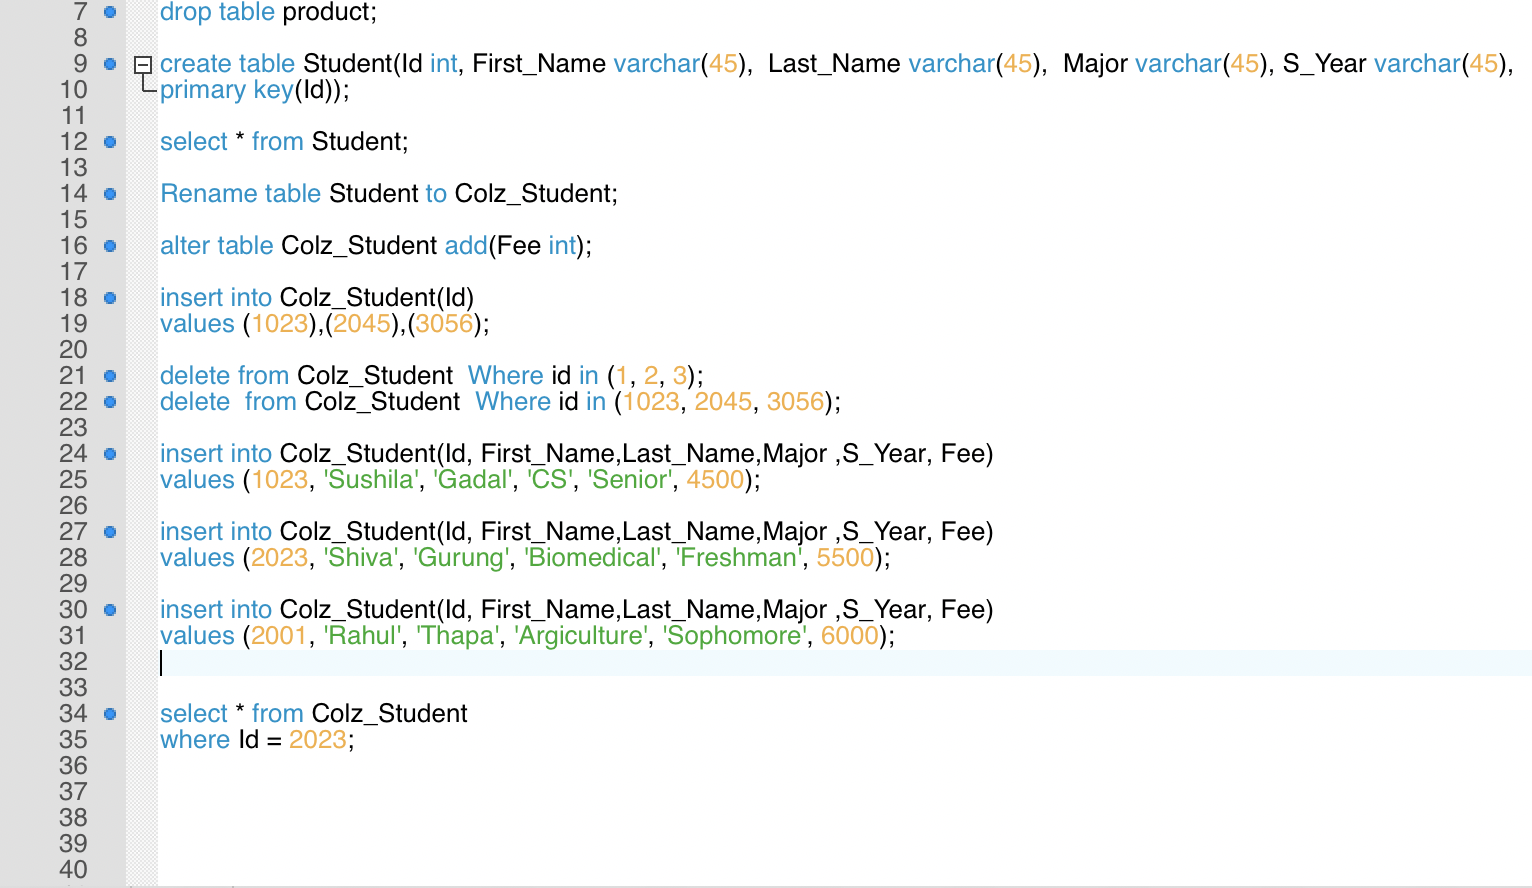 7 drop table product;
8
9 create table Student(Id int, First_Name varchar(45),  Last_Name varchar(45),  Major varchar(45), S_Year varchar(45),
10 primary key(Id));
11
12 select * from Student;
13
14 Rename table Student to Colz_Student;
15
16 alter table Colz_Student add(Fee int);
17
18 insert into Colz_Student(Id)
19 values (1023),(2045),(3056);
20
21 delete from Colz_Student  Where id in (1, 2, 3);
22 delete  from Colz_Student  Where id in (1023, 2045, 3056);
23
24 insert into Colz_Student(Id, First_Name,Last_Name,Major ,S_Year, Fee)
25 values (1023, 'Sushila', 'Gadal', 'CS', 'Senior', 4500);
26
27 insert into Colz_Student(Id, First_Name,Last_Name,Major ,S_Year, Fee)
28 values (2023, 'Shiva', 'Gurung', 'Biomedical', 'Freshman', 5500);
29
30 insert into Colz_Student(Id, First_Name,Last_Name,Major ,S_Year, Fee)
31 values (2001, 'Rahul', 'Thapa', 'Argiculture', 'Sophomore', 6000);
32
33
34 select * from Colz_Student
35 where Id = 2023;
36
37
38
39
40